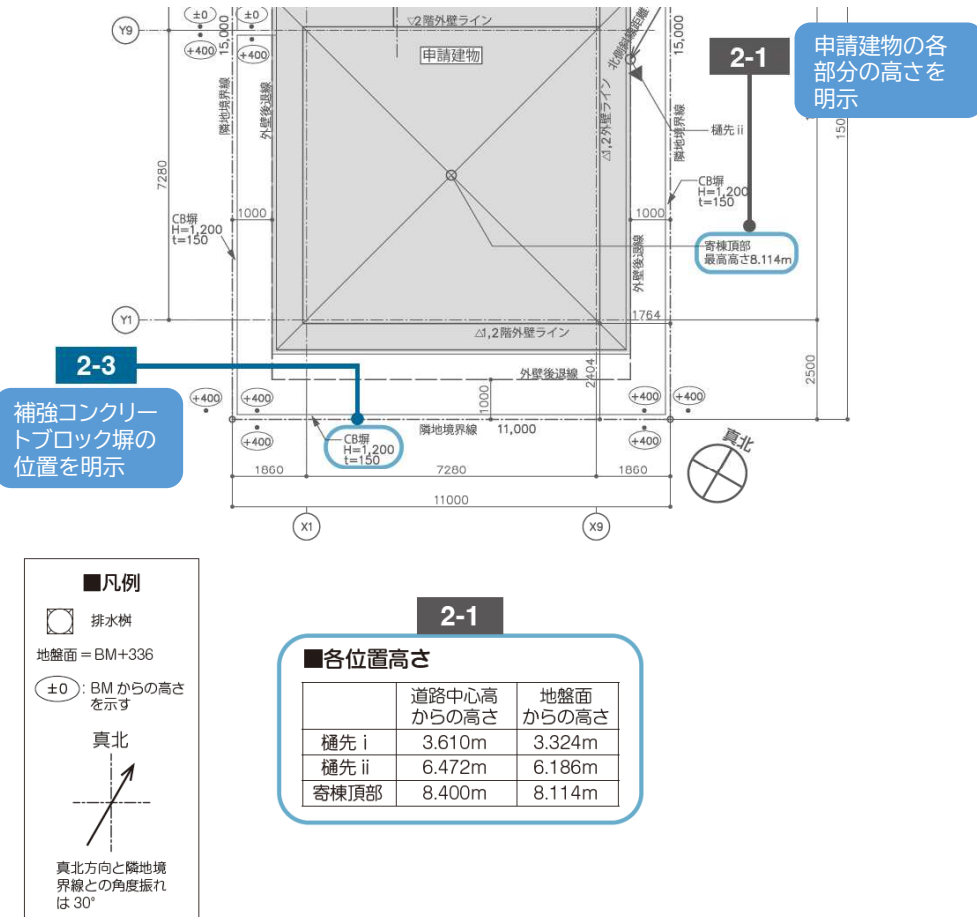 Y9
±0
±0
+400
+400
15,000
▽2階外壁ライン
申請建物
北側斜線距離
15,000
2-1
申請建物の各
部分の高さを
明示
隣地境界線
外壁後退線
△1,2外壁ライン
樋先 ii
隣地境界線
150
7280
CB塀
H=1,200
t=150
CB塀
H=1,200
t=150
1000
1000
寄棟頂部
最高高さ8.114m
外壁後退線
Y1
1764
△1,2階外壁ライン
2-3
補強コンクリー
トブロック塀の
位置を明示
外壁後退線
2404
2500
1000
+400
+400
+400
+400
+400
+400
CB塀
H=1,200
t=150
隣地境界線
11,000
真北
1860
7280
1860
11000
X1
X9
■凡例
排水桝
地盤面=BM+336
±0 : BM からの高さ
を示す
真北
真北方向と隣地境
界線との角度振れ
は 30°
2-1
■各位置高さ
道路中心高
からの高さ
地盤面
からの高さ
樋先 i 3.610m 3.324m
樋先 ii 6.472m 6.186m
寄棟頂部 8.400m 8.114m